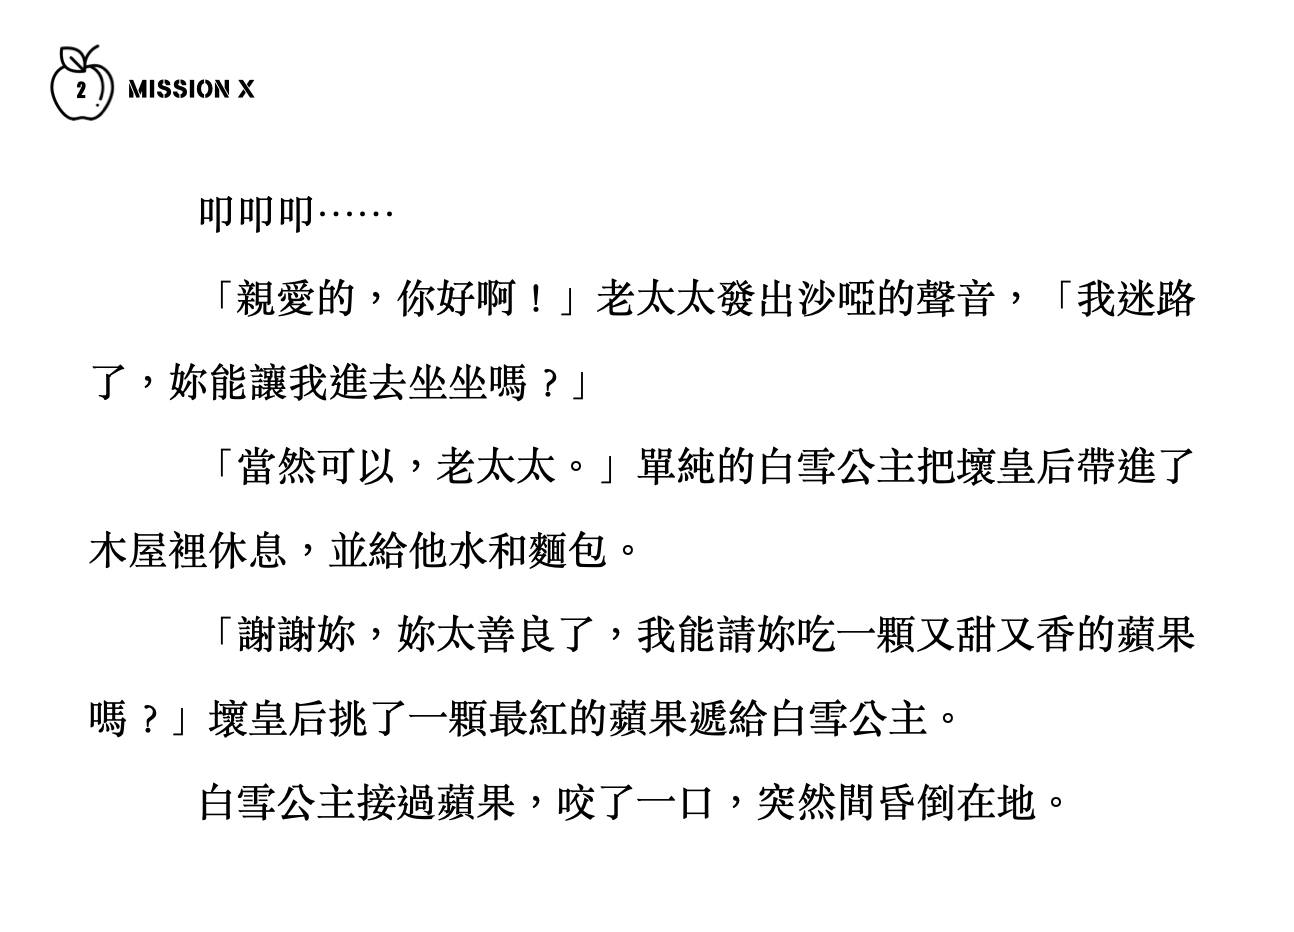 2 MISSION X
叩叩叩⋯⋯
「親愛的，你好啊！」老太太發出沙啞的聲音，「我迷路
了，妳能讓我進去坐坐嗎？」
「當然可以，老太太。」單純的白雪公主把壞皇后帶進了
木屋裡休息，並給他水和麵包。
「謝謝妳，妳太善良了，我能請妳吃一顆又甜又香的蘋果
嗎？」壞皇后挑了一顆最紅的蘋果遞給白雪公主。
白雪公主接過蘋果，咬了一口，突然間昏倒在地。